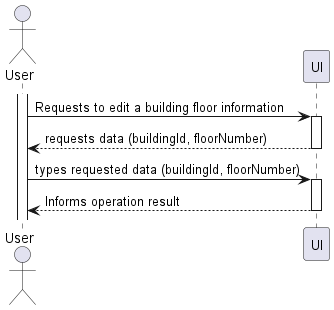 User
UI
Requests to edit a building floor information
requests data (buildingId, floorNumber)
types requested data (buildingId, floorNumber)
Informs operation result
User
UI